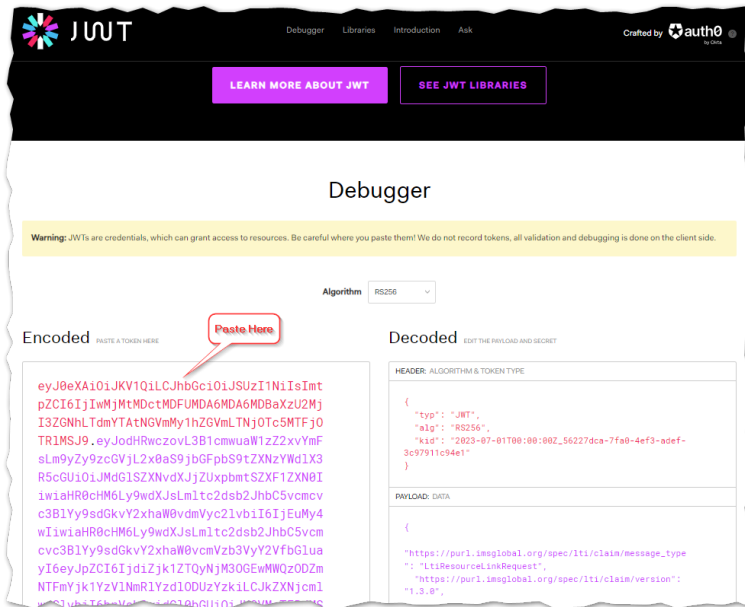 JWT
Debugger Libraries Introduction Ask
Crafted by auth0
by Okta
LEARN MORE ABOUT JWT
SEE JWT LIBRARIES
Debugger
Warning: JWTs are credentials, which can grant access to resources. Be careful where you paste them! We do not record tokens, all validation and debugging is done on the client side.
Algorithm RS256
Paste Here
Encoded PASTE A TOKEN HERE
eyJ0eXAiOiJKV1QiLCJhbGciOiJSUzI1NiIsImt
pZCI6IjIwMjMtMDctMDFUMDA6MDA6MDBaXzU2Mj
I3ZGNhLTdmYTAtNGVmMy1hZGVmLTNjOTc5MTFjO
TRlMSJ9.eyJodHRwczovL3B1cmwuaW1zZ2xvYmF
sLm9yZy9zcGVjL2x0aS9jbGFpbS9tZXNzYWdlX3
R5cGUiOiJMdGlSZXNvdXJjZUxpbmtSZXF1ZXN0I
iwiaHR0cHM6Ly9wdXJsLmltc2dsb2JhbC5vcmcv
c3BlYy9sdGkvY2xhaW0vdmVyc2lvbiI6IjEuMy4
wIiwiaHR0cHM6Ly9wdXJsLmltc2dsb2JhbC5vcm
cvc3BlYy9sdGkvY2xhaW0vcmVzb3VyY2VfbGlua
yI6eyJpZCI6IjdiZjk1ZTQyNjM3OGEwMWQzODZm
NTFmYjk1YzVlNmRlYzdlODUzYzkiLCJkZXNjcml
Decoded EDIT THE PAYLOAD AND SECRET
HEADER: ALGORITHM & TOKEN TYPE
{
"typ": "JWT",
"alg": "RS256",
"kid": "2023-07-01T00:00:00Z_56227dca-7fa0-4ef3-adef-
3c97911c94e1"
}
PAYLOAD: DATA
{
"https://purl.imsglobal.org/spec/lti/claim/message_type
": "LtiResourceLinkRequest",
"https://purl.imsglobal.org/spec/lti/claim/version":
"1.3.0",